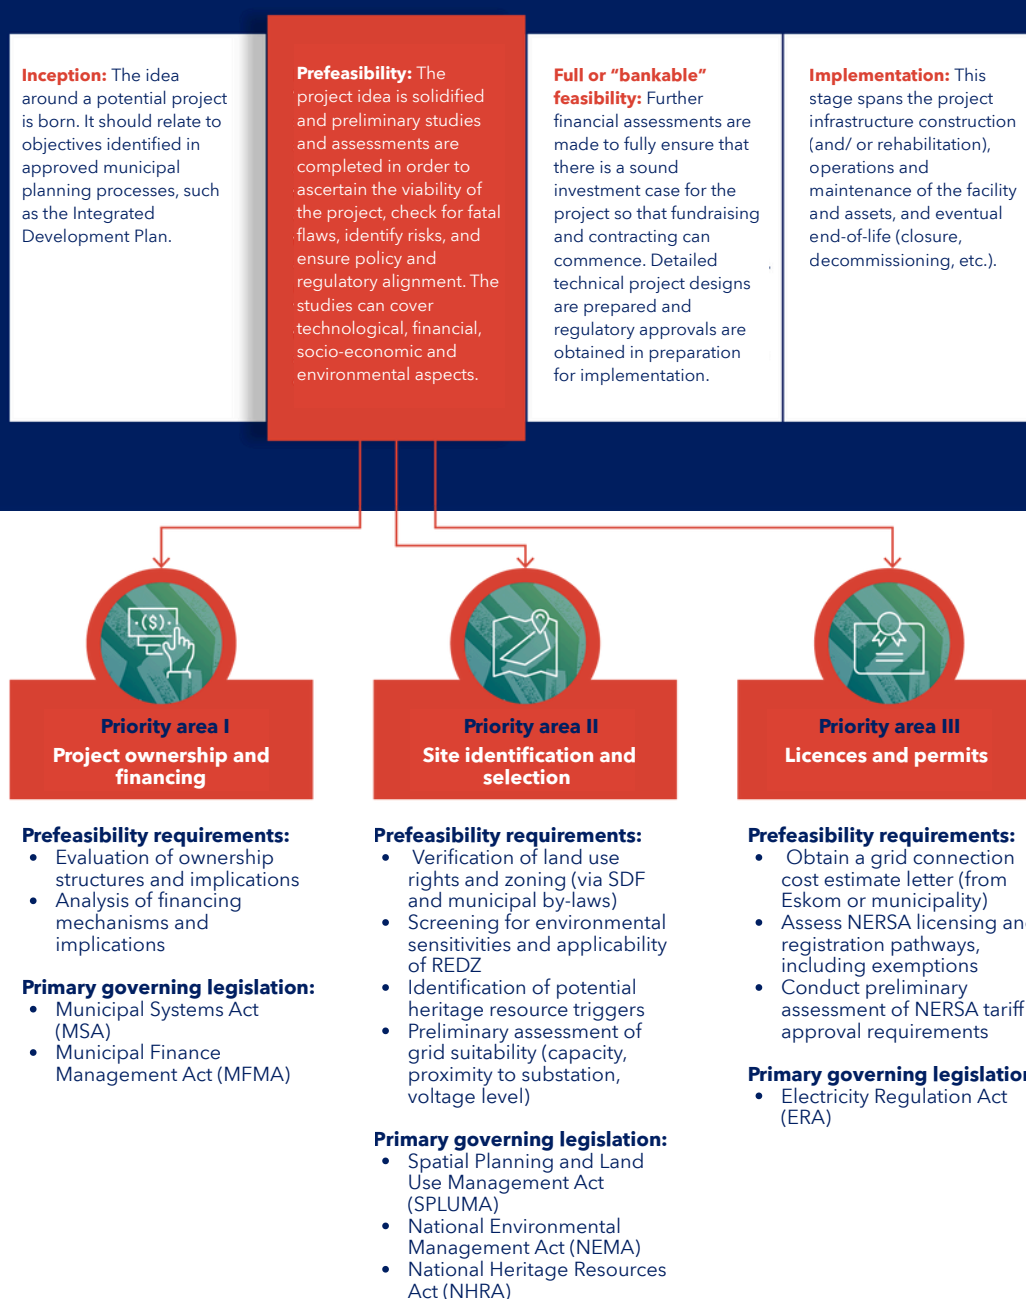 Inception: The idea
around a potential project
is born. It should relate to
objectives identified in
approved municipal
planning processes, such
as the Integrated
Development Plan.
Prefeasibility: The
project idea is solidified
and preliminary studies
and assessments are
completed in order to
ascertain the viability of
the project, check for fatal
flaws, identify risks, and
ensure policy and
regulatory alignment. The
studies can cover
technological, financial,
socio-economic and
environmental aspects.
Full or “bankable”
feasibility: Further
financial assessments are
made to fully ensure that
there is a sound
investment case for the
project so that fundraising
and contracting can
commence. Detailed
technical project designs
are prepared and
regulatory approvals are
obtained in preparation
for implementation.
Implementation: This
stage spans the project
infrastructure construction
(and/ or rehabilitation),
operations and
maintenance of the facility
and assets, and eventual
end-of-life (closure,
decommissioning, etc.).
Priority area I
Project ownership and
financing
Prefeasibility requirements:
• Evaluation of ownership
structures and implications
• Analysis of financing
mechanisms and
implications
Primary governing legislation:
• Municipal Systems Act
(MSA)
• Municipal Finance
Management Act (MFMA)
Priority area II
Site identification and
selection
Prefeasibility requirements:
• Verification of land use
rights and zoning (via SDF
and municipal by-laws)
• Screening for environmental
sensitivities and applicability
of REDZ
• Identification of potential
heritage resource triggers
• Preliminary assessment of
grid suitability (capacity,
proximity to substation,
voltage level)
Primary governing legislation:
• Spatial Planning and Land
Use Management Act
(SPLUMA)
• National Environmental
Management Act (NEMA)
• National Heritage Resources
Act (NHRA)
Priority area III
Licences and permits
Prefeasibility requirements:
• Obtain a grid connection
cost estimate letter (from
Eskom or municipality)
• Assess NERSA licensing and
registration pathways,
including exemptions
• Conduct preliminary
assessment of NERSA tariff
approval requirements
Primary governing legislation
• Electricity Regulation Act
(ERA)